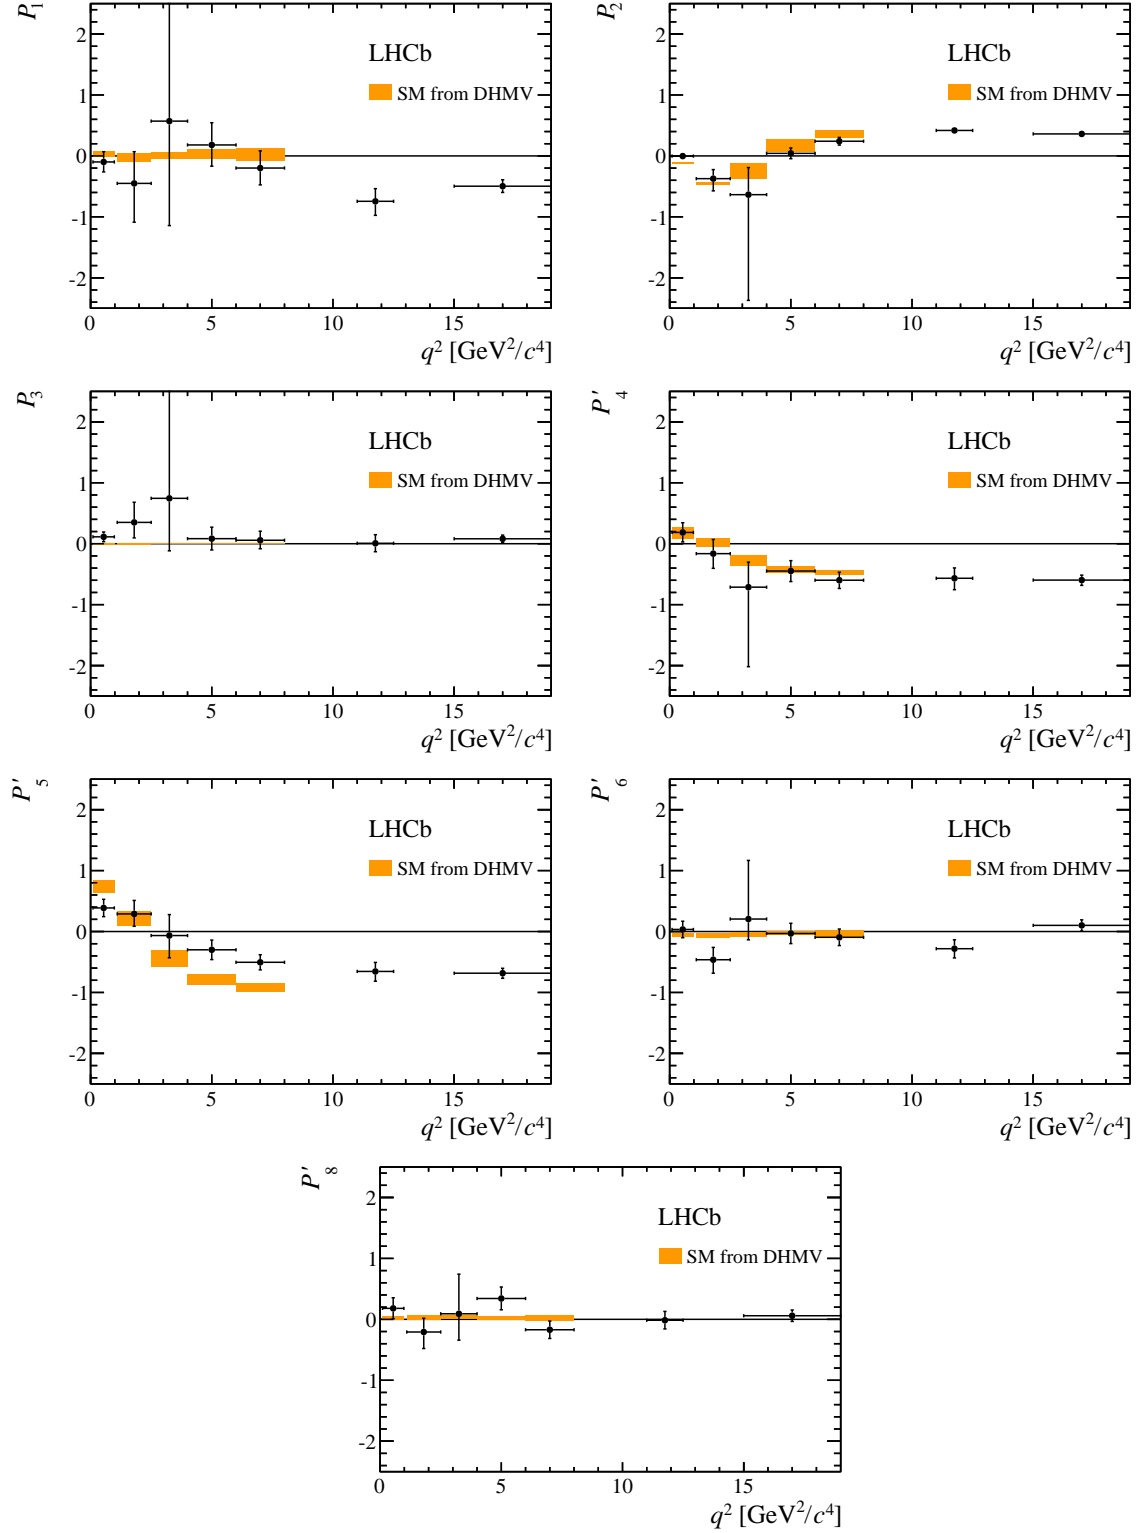 P₁
2
1
0
-1
-2
0 5 10 15
q² [GeV²/c⁴]
LHCb
SM from DHMV
P₂
2
1
0
-1
-2
0 5 10 15
q² [GeV²/c⁴]
LHCb
SM from DHMV
P₃
2
1
0
-1
-2
0 5 10 15
q² [GeV²/c⁴]
LHCb
SM from DHMV
P′₄
2
1
0
-1
-2
0 5 10 15
q² [GeV²/c⁴]
LHCb
SM from DHMV
P′₅
2
1
0
-1
-2
0 5 10 15
q² [GeV²/c⁴]
LHCb
SM from DHMV
P′₆
2
1
0
-1
-2
0 5 10 15
q² [GeV²/c⁴]
LHCb
SM from DHMV
P′₈
2
1
0
-1
-2
0 5 10 15
q² [GeV²/c⁴]
LHCb
SM from DHMV